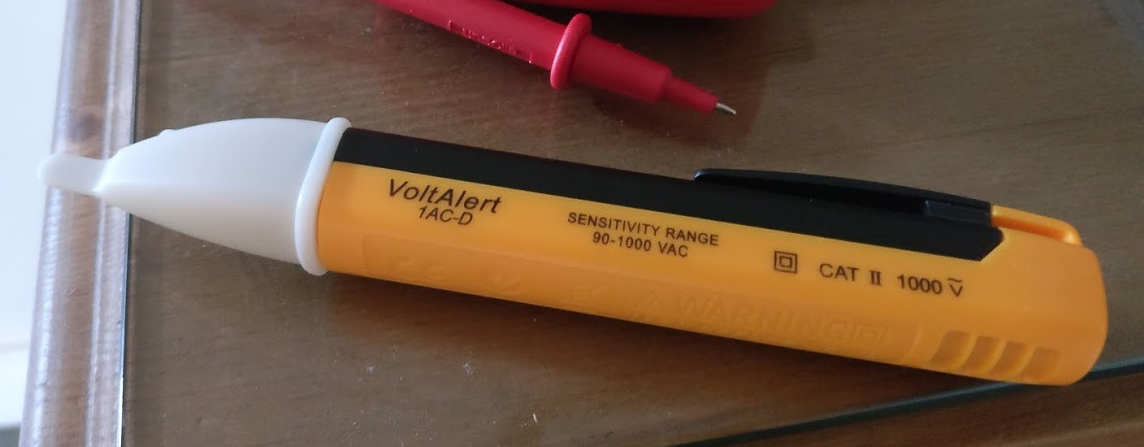 VoltAlert
1AC-D
SENSITIVITY RANGE
90-1000 VAC
CAT II 1000 V
WARNING